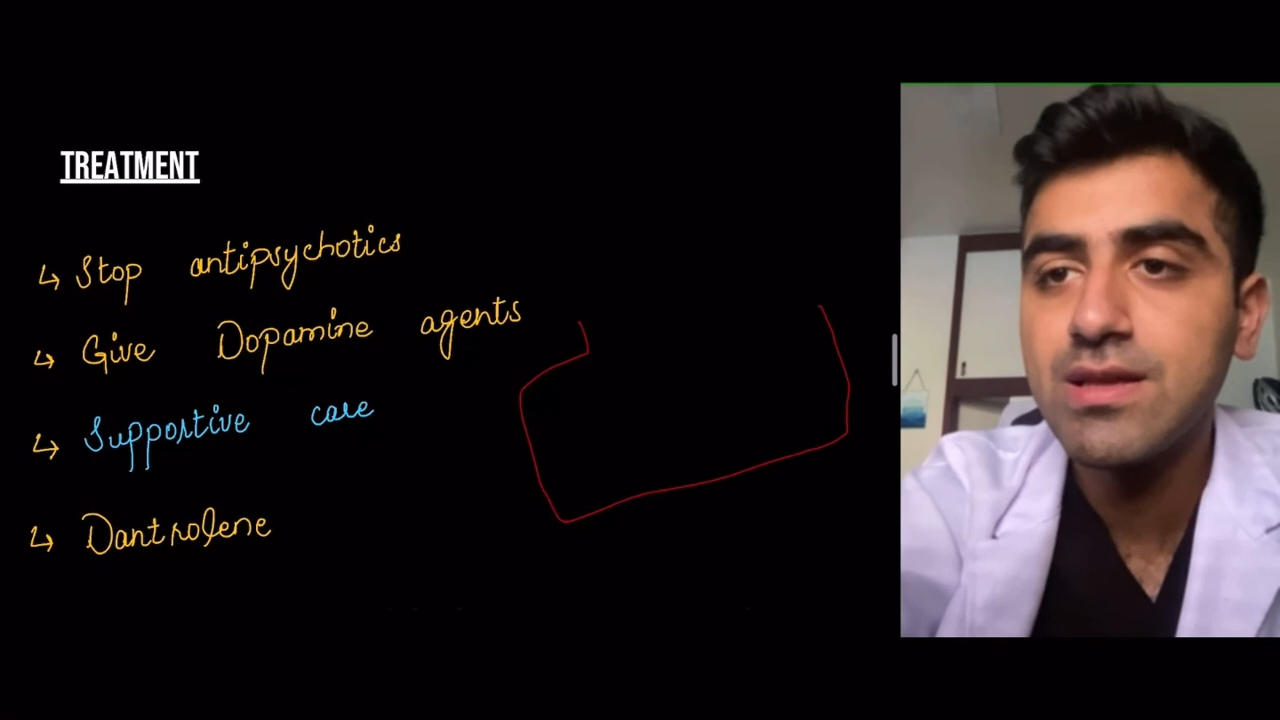 TREATMENT
↳ Stop antipsychotics
↳ Give Dopamine agents
↳ Supportive care
↳ Dantrolene